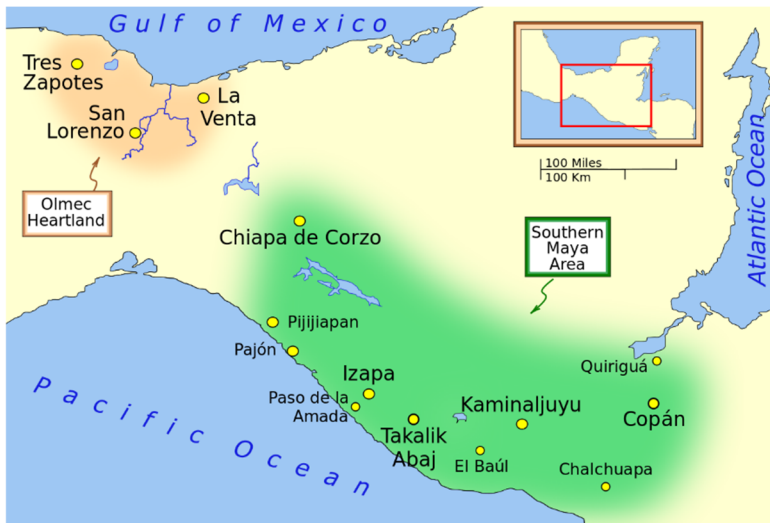 Gulf of Mexico
Tres
Zapotes
La
Venta
San
Lorenzo
Olmec
Heartland
100 Miles
100 Km
Atlantic Ocean
Southern
Maya
Area
Chiapa de Corzo
Pijijiapan
Pajón
Izapa
Paso de la
Amada
Takalik
Abaj
Kaminaljuyu
El Baúl
Quiriguá
Copán
Chalchuapa
Pacific Ocean